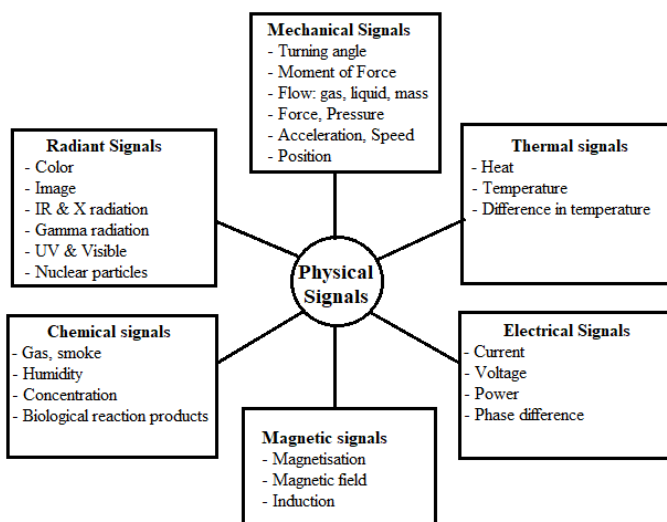 Mechanical Signals
- Turning angle
- Moment of Force
- Flow: gas, liquid, mass
- Force, Pressure
- Acceleration, Speed
- Position
Radiant Signals
- Color
- Image
- IR & X radiation
- Gamma radiation
- UV & Visible
- Nuclear particles
Thermal signals
- Heat
- Temperature
- Difference in temperature
Physical
Signals
Chemical signals
- Gas, smoke
- Humidity
- Concentration
- Biological reaction products
Electrical Signals
- Current
- Voltage
- Power
- Phase difference
Magnetic signals
- Magnetisation
- Magnetic field
- Induction